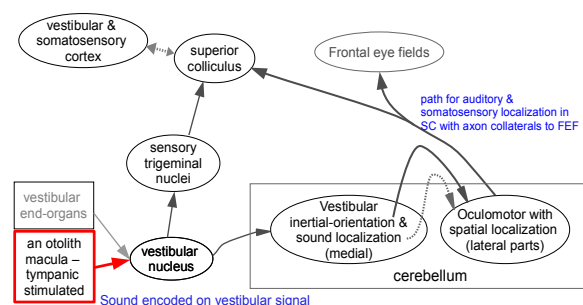 vestibular &
somatosensory
cortex
superior
colliculus
Frontal eye fields
path for auditory &
somatosensory localization in
SC with axon collaterals to FEF
sensory
trigeminal
nuclei
vestibular
end-organs
an otolith
macula –
tympanic
stimulated
vestibular
nucleus
Vestibular
inertial-orientation &
sound localization
(medial)
Oculomotor with
spatial localization
(lateral parts)
cerebellum
Sound encoded on vestibular signal